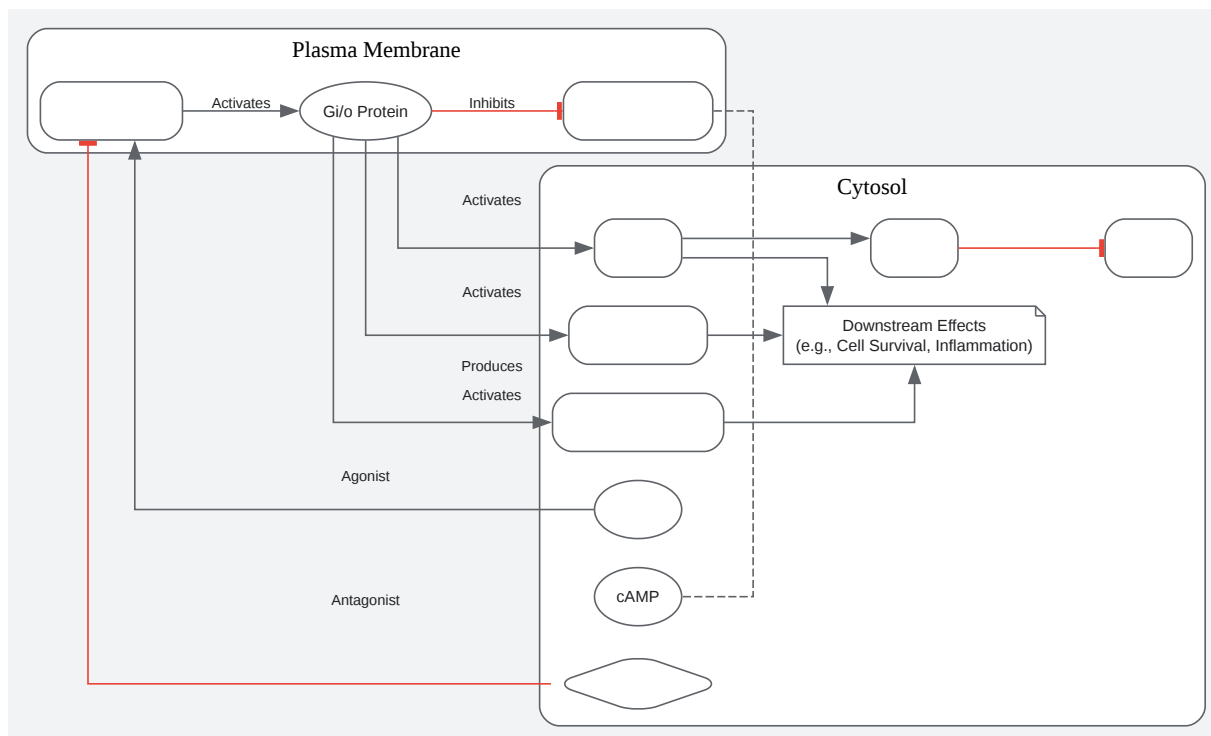 Plasma Membrane
Activates
Gi/o Protein
Inhibits
Cytosol
Activates
Activates
Downstream Effects
(e.g., Cell Survival, Inflammation)
Produces
Activates
Agonist
cAMP
Antagonist